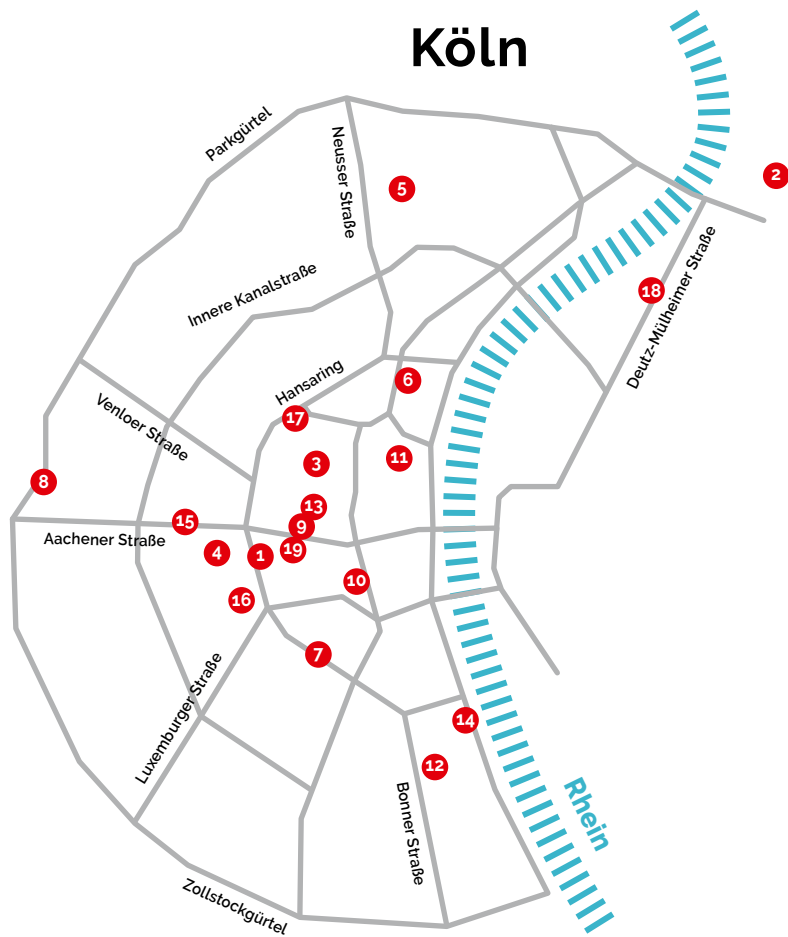 Köln
Parkgürtel
Neusser Straße
2
5
Innere Kanalstraße
18
Deutz-Mülheimer Straße
Hansaring
6
Venloer Straße
17
11
3
8
13
15
9
Aachener Straße
19
4
1
10
16
7
Luxemburger Straße
14
12
Bonner Straße
Rhein
Zollstockgürtel